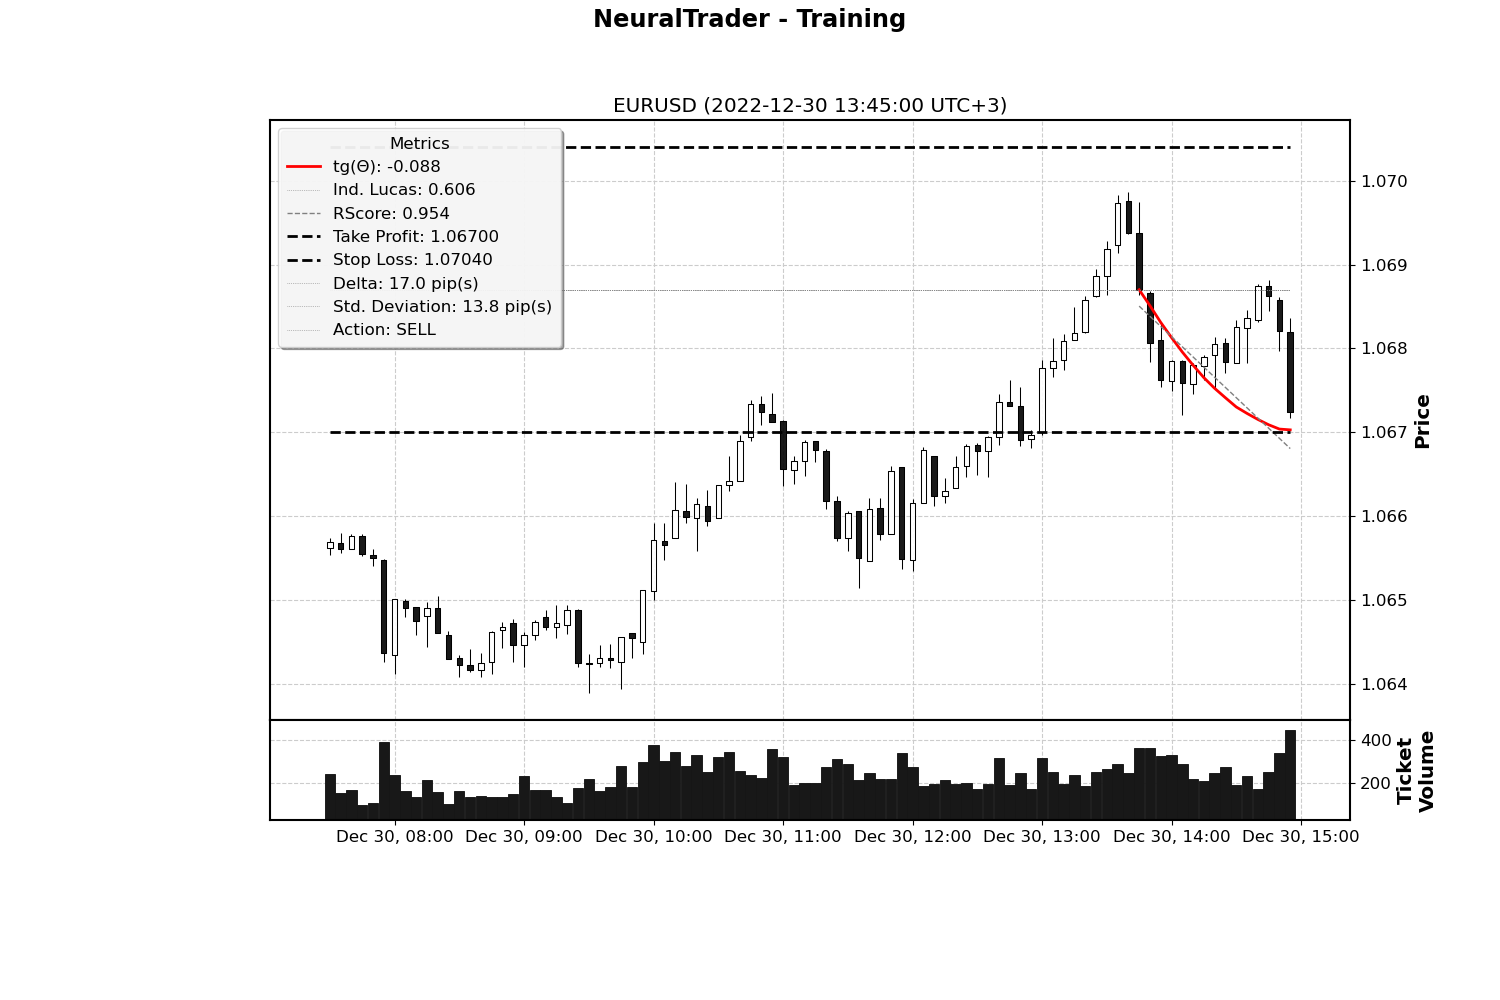 NeuralTrader - Training
EURUSD (2022-12-30 13:45:00 UTC+3)
Metrics
tg(Θ): -0.088
Ind. Lucas: 0.606
RScore: 0.954
Take Profit: 1.06700
Stop Loss: 1.07040
Delta: 17.0 pip(s)
Std. Deviation: 13.8 pip(s)
Action: SELL
1.070
1.069
1.068
1.067
1.066
1.065
1.064
Price
400
200
Ticket
Volume
Dec 30, 08:00
Dec 30, 09:00
Dec 30, 10:00
Dec 30, 11:00
Dec 30, 12:00
Dec 30, 13:00
Dec 30, 14:00
Dec 30, 15:00